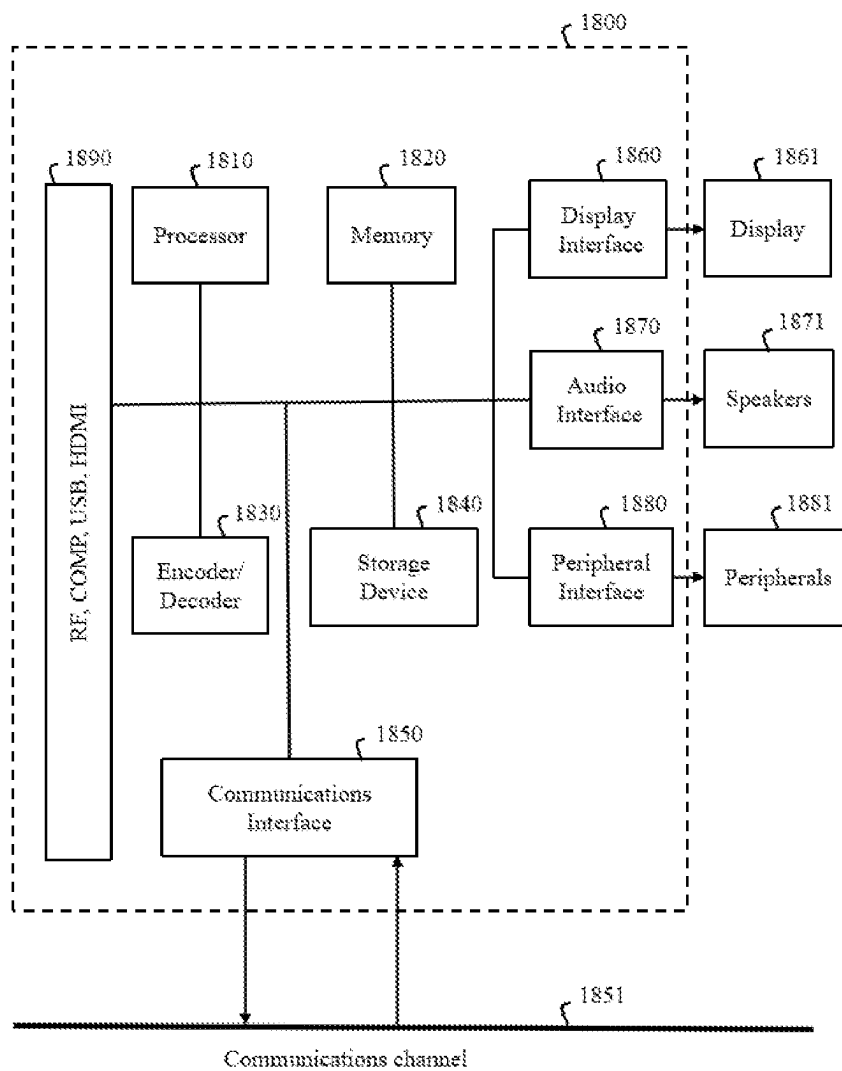 1800
1890
1810
1820
1860
1861
Processor
Memory
Display
Interface
Display
1870
1871
Audio
Interface
Speakers
RF, COMP, USB, HDMI
1830
1840
1880
1881
Encoder/
Decoder
Storage
Device
Peripheral
Interface
Peripherals
1850
Communications
Interface
1851
Communications channel